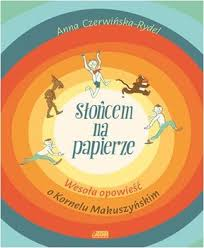 Anna Czerwińska-Rydel
Słońcem
na
papierze
Wesoła opowieść
o Kornelu Makuszyńskim